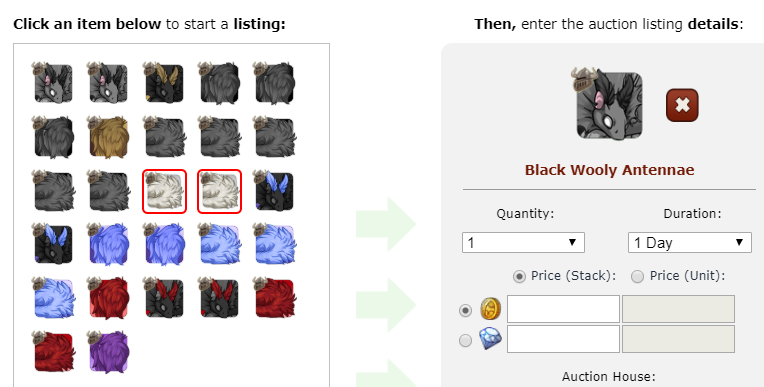 Click an item below to start a listing:
Then, enter the auction listing details:
Black Wooly Antennae
Quantity:
Duration:
1
1 Day
Price (Stack):
Price (Unit):
Auction House: